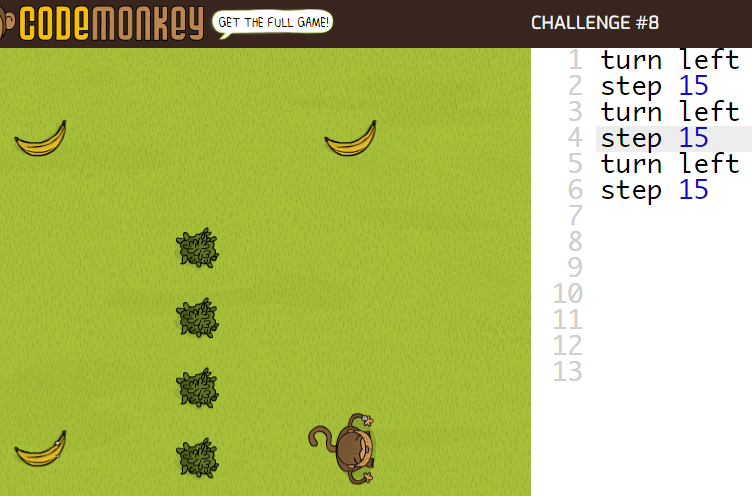 CODEMONKEY GET THE FULL GAME! CHALLENGE #8
1 turn left
2 step 15
3 turn left
4 step 15
5 turn left
6 step 15
7
8
9
10
11
12
13